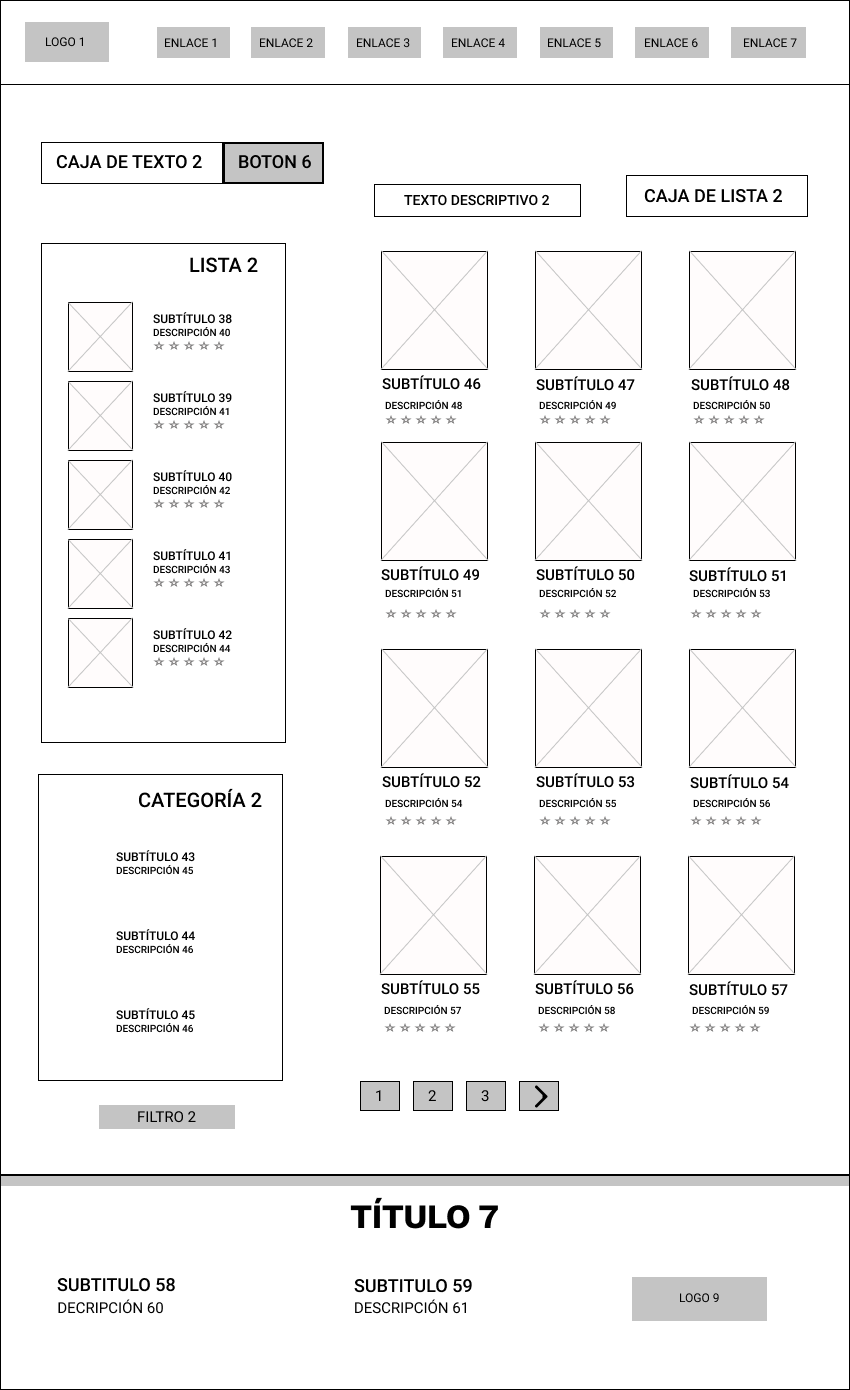 LOGO 1
ENLACE 1
ENLACE 2
ENLACE 3
ENLACE 4
ENLACE 5
ENLACE 6
ENLACE 7
CAJA DE TEXTO 2
BOTON 6
TEXTO DESCRIPTIVO 2
CAJA DE LISTA 2
LISTA 2
SUBTÍTULO 38
DESCRIPCIÓN 40
SUBTÍTULO 39
DESCRIPCIÓN 41
SUBTÍTULO 40
DESCRIPCIÓN 42
SUBTÍTULO 41
DESCRIPCIÓN 43
SUBTÍTULO 42
DESCRIPCIÓN 44
CATEGORÍA 2
SUBTÍTULO 43
DESCRIPCIÓN 45
SUBTÍTULO 44
DESCRIPCIÓN 46
SUBTÍTULO 45
DESCRIPCIÓN 46
FILTRO 2
SUBTÍTULO 46
DESCRIPCIÓN 48
SUBTÍTULO 47
DESCRIPCIÓN 49
SUBTÍTULO 48
DESCRIPCIÓN 50
SUBTÍTULO 49
DESCRIPCIÓN 51
SUBTÍTULO 50
DESCRIPCIÓN 52
SUBTÍTULO 51
DESCRIPCIÓN 53
SUBTÍTULO 52
DESCRIPCIÓN 54
SUBTÍTULO 53
DESCRIPCIÓN 55
SUBTÍTULO 54
DESCRIPCIÓN 56
SUBTÍTULO 55
DESCRIPCIÓN 57
SUBTÍTULO 56
DESCRIPCIÓN 58
SUBTÍTULO 57
DESCRIPCIÓN 59
1
2
3
TÍTULO 7
SUBTITULO 58
DECRIPCIÓN 60
SUBTITULO 59
DESCRIPCIÓN 61
LOGO 9